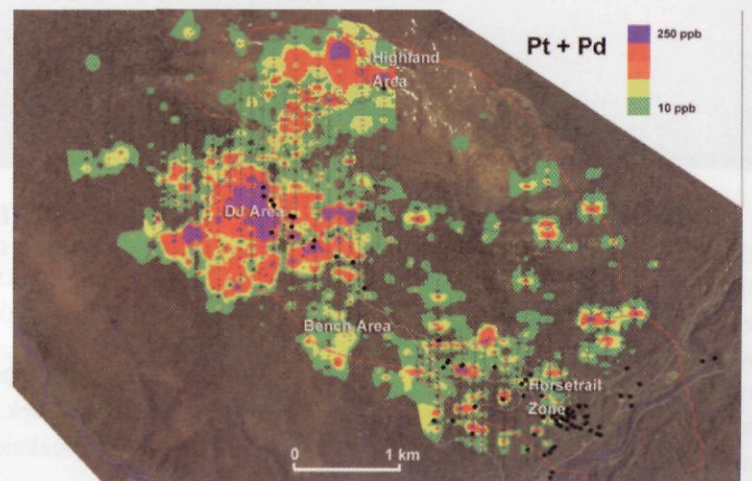 Pt + Pd
250 ppb
10 ppb
Highland
Area
DJ Area
Bench Area
Horsetrail
Zone
0
1 km